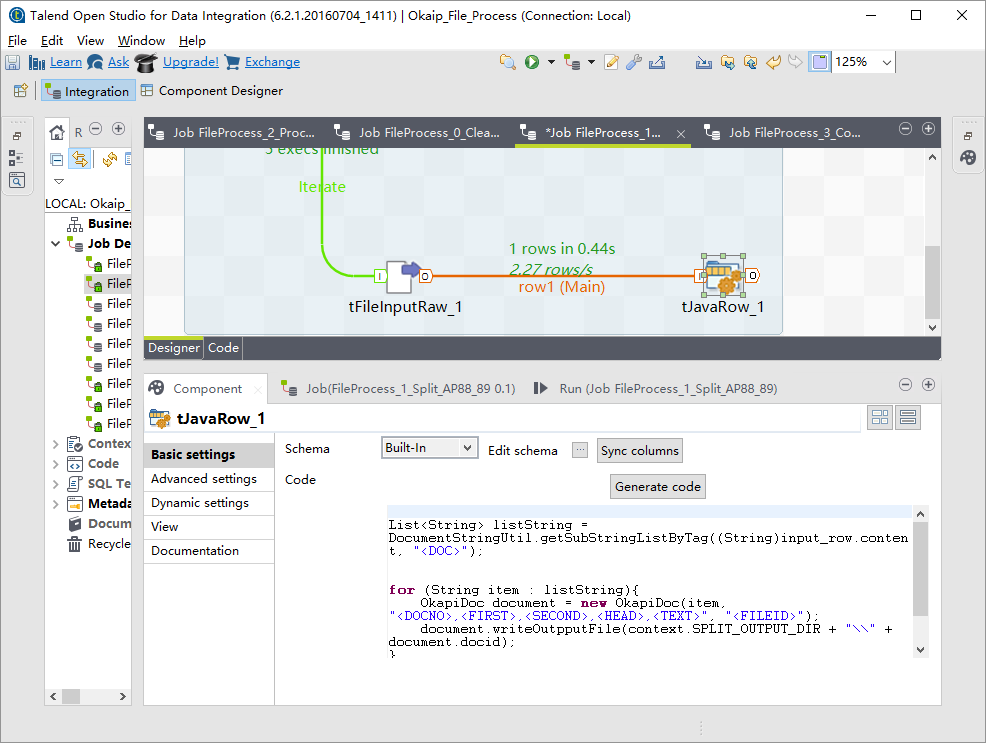 Talend Open Studio for Data Integration (6.2.1.20160704_1411) | Okaip_File_Process (Connection: Local)
File Edit View Window Help
Learn Ask Upgrade! Exchange 125%
Integration Component Designer
R
LOCAL: Okaip_
Busines
Job De
FileP
FileP
FileP
FileP
FileP
FileP
FileP
FileP
FileP
Contex
Code
SQL Te
Metada
Docum
Recycle
Job FileProcess_2_Proc... Job FileProcess_0_Clea... *Job FileProcess_1... Job FileProcess_3_Co...
5 execs finished
Iterate
1 rows in 0.44s
2.27 rows/s
row1 (Main)
I O I O
tFileInputRaw_1 tJavaRow_1
Designer Code
Component Job(FileProcess_1_Split_AP88_89 0.1) Run (Job FileProcess_1_Split_AP88_89)
tJavaRow_1
Basic settings
Advanced settings
Dynamic settings
View
Documentation
Schema Built-In Edit schema ... Sync columns
Code Generate code
List<String> listString =
DocumentStringUtil.getSubStringListByTag((String)input_row.conten
t, "<DOC>");
for (String item : listString){
OkapiDoc document = new OkapiDoc(item,
"<DOCNO>,<FIRST>,<SECOND>,<HEAD>,<TEXT>", "<FILEID>");
document.writeOutpputFile(context.SPLIT_OUTPUT_DIR + "\\" +
document.docid);
}